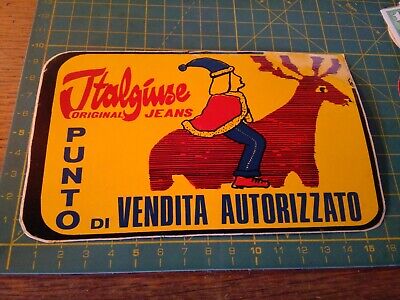 Italgiuse
ORIGINAL JEANS
PUNTO DI VENDITA AUTORIZZATO